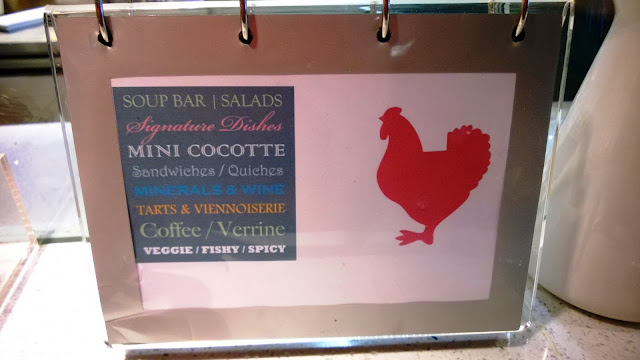 SOUP BAR | SALADS
Signature Dishes
MINI COCOTTE
Sandwiches / Quiches
MINERALS & WINE
TARTS & VIENNOISERIE
Coffee / Verrine
VEGGIE / FISHY / SPICY